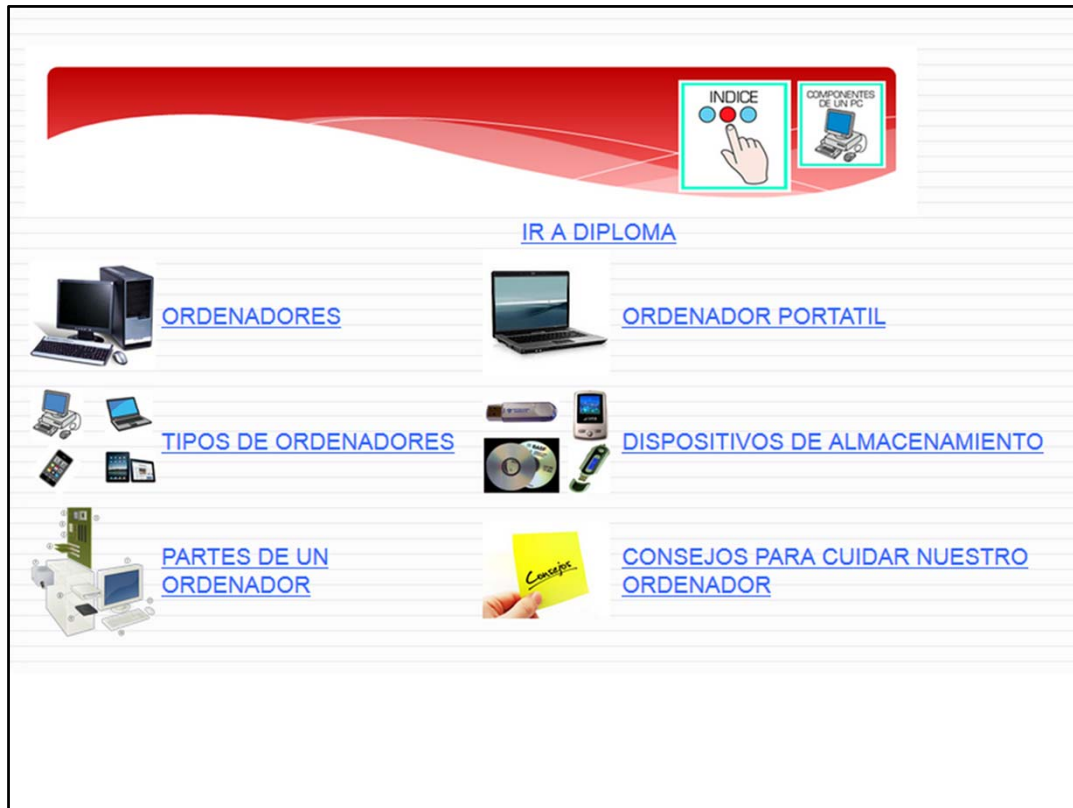 INDICE
COMPONENTES
DE UN PC
IR A DIPLOMA
ORDENADORES
ORDENADOR PORTATIL
TIPOS DE ORDENADORES
DISPOSITIVOS DE ALMACENAMIENTO
PARTES DE UN
ORDENADOR
Consejos
CONSEJOS PARA CUIDAR NUESTRO
ORDENADOR